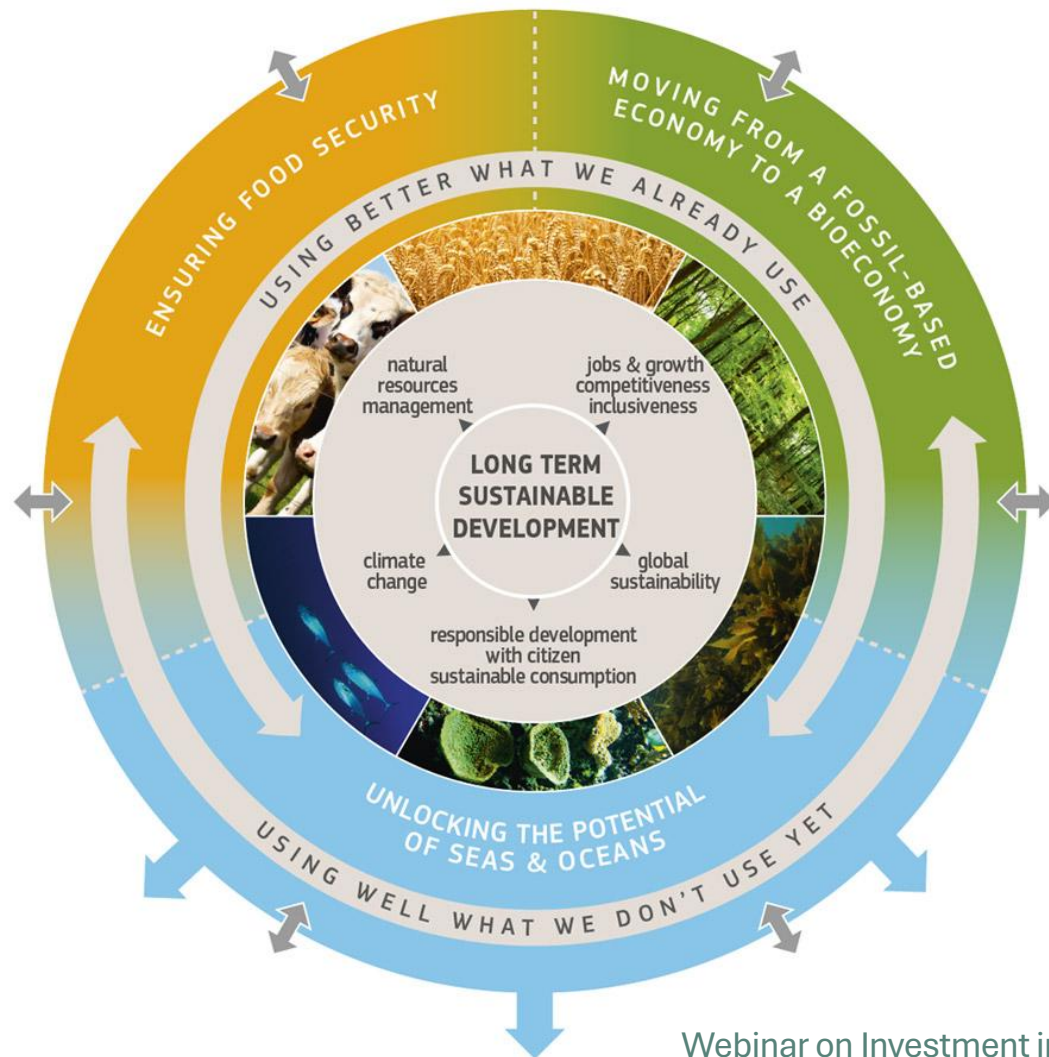 ENSURING FOOD SECURITY
MOVING FROM A FOSSIL-BASED
ECONOMY TO A BIOECONOMY
USING BETTER WHAT WE ALREADY USE
natural
resources
management
jobs & growth
competitiveness
inclusiveness
LONG TERM
SUSTAINABLE
DEVELOPMENT
climate
change
global
sustainability
responsible development
with citizen
sustainable consumption
UNLOCKING THE POTENTIAL
OF SEAS & OCEANS
USING WELL WHAT WE DON'T USE YET
Webinar on Investment in